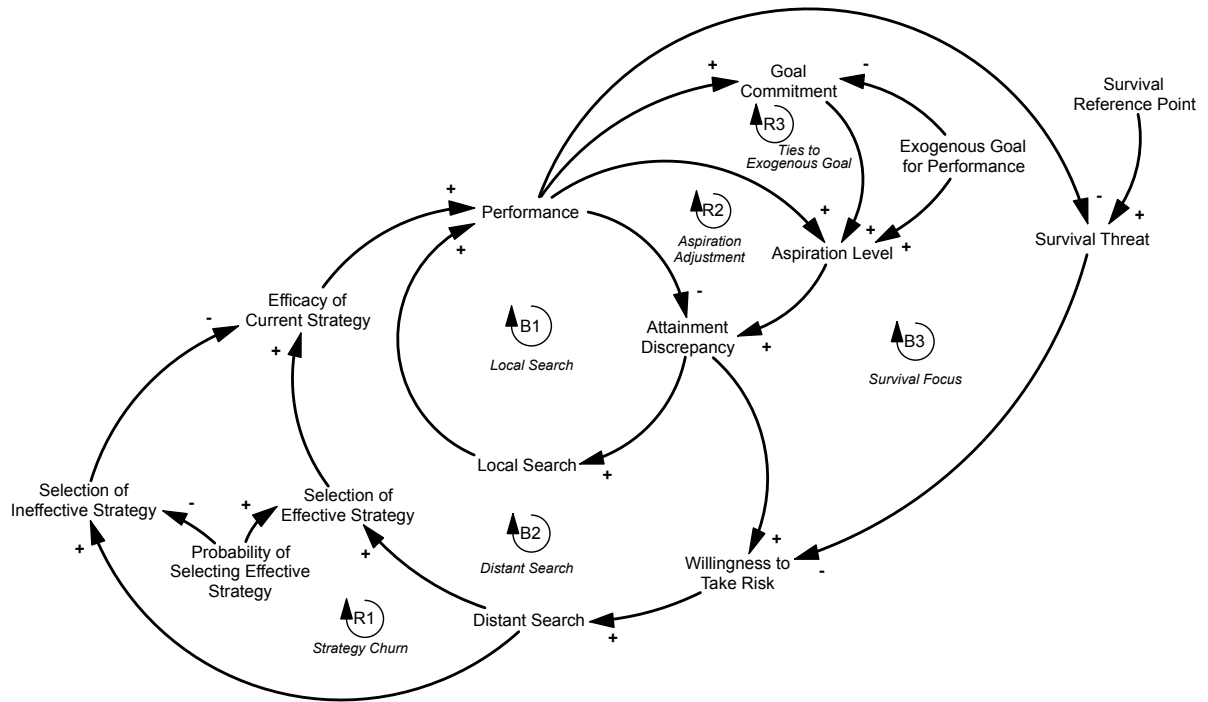 +
Goal
Commitment
-
Survival
Reference Point
R3
Ties to
Exogenous Goal
Exogenous Goal
for Performance
+
Performance
+
R2
Aspiration
Adjustment
+
+
+
Aspiration Level
-
+
Survival Threat
Efficacy of
Current Strategy
-
+
B1
Local Search
-
Attainment
Discrepancy
+
B3
Survival Focus
Local Search
+
Selection of
Ineffective Strategy
-
+
Selection of
Effective Strategy
+
Probability of
Selecting Effective
Strategy
+
B2
Distant Search
+
Willingness to
Take Risk
-
R1
Strategy Churn
Distant Search
+